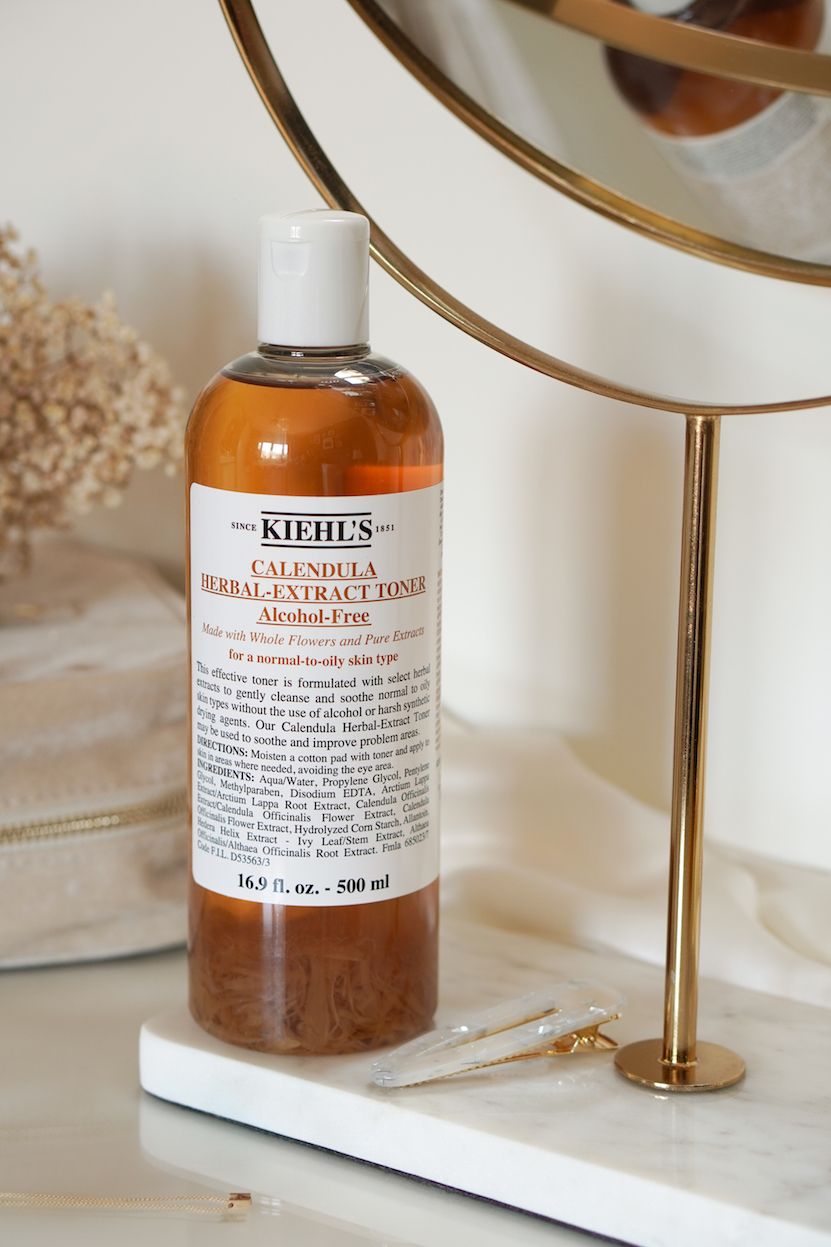 SINCE KIEHL'S 1851
CALENDULA
HERBAL-EXTRACT TONER
Alcohol-Free
Made with Whole Flowers and Pure Extracts
for a normal-to-oily skin type
This effective toner is formulated with select herbal
extracts to gently cleanse and soothe normal to oily
skin types without the use of alcohol or harsh synthetic
drying agents. Our Calendula Herbal-Extract Toner
may be used to soothe and improve problem areas.
DIRECTIONS: Moisten a cotton pad with toner and apply to
skin in areas where needed, avoiding the eye area.
INGREDIENTS: Aqua/Water, Propylene Glycol, Pentylene
Glycol, Methylparaben, Disodium EDTA, Arctium Lappa
Extract/Arctium Lappa Root Extract, Calendula Officinalis
Extract/Calendula Officinalis Flower Extract, Calendula
Officinalis Flower Extract, Hydrolyzed Corn Starch, Allantoin,
Hedera Helix Extract - Ivy Leaf/Stem Extract, Althaea
Officinalis/Althaea Officinalis Root Extract. Fmla 685023/7
Code F.I.L. D53563/3
16.9 fl. oz. - 500 ml